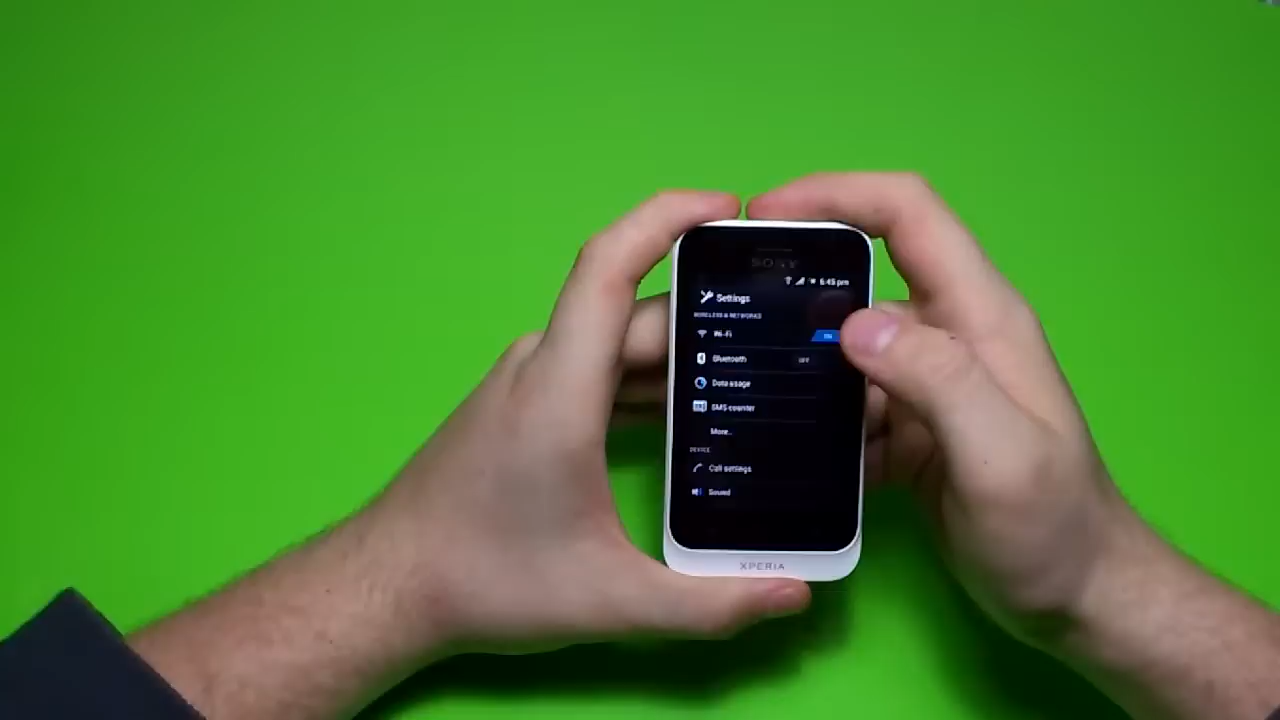 SONY
6:45 pm
Settings
WIRELESS & NETWORKS
Wi-Fi
ON
Bluetooth
OFF
Data usage
SMS counter
More...
DEVICE
Call settings
Sound
XPERIA